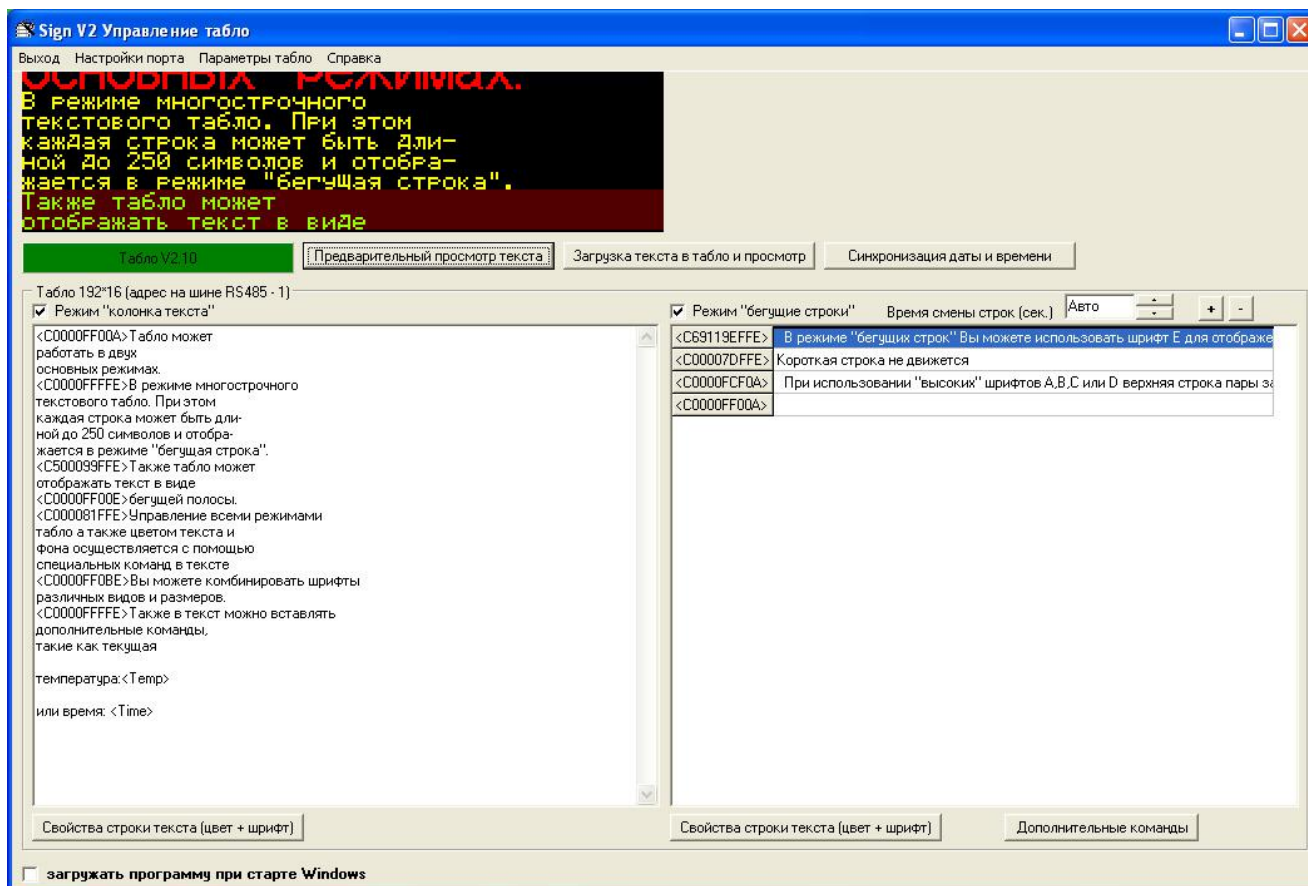 Sign V2 Управление табло
Выход Настройки порта Параметры табло Справка
основных режимах.
В режиме многострочного
текстового табло. При этом
каждая строка может быть дли-
ной до 250 символов и отобра-
жается в режиме "бегущая строка".
Также табло может
отображать текст в виде
Табло V2.10
Предварительный просмотр текста
Загрузка текста в табло и просмотр
Синхронизация даты и времени
Табло 192*16 (адрес на шине RS485 - 1)
Режим "колонка текста"
<C0000FF00A>Табло может
работать в двух
основных режимах.
<C0000FFFFE>В режиме многострочного
текстового табло. При этом
каждая строка может быть дли-
ной до 250 символов и отобра-
жается в режиме "бегущая строка".
<C500099FFE>Также табло может
отображать текст в виде
<C0000FF00E>бегущей полосы.
<C000081FFE>Управление всеми режимами
табло а также цветом текста и
фона осуществляется с помощью
специальных команд в тексте
<C0000FF0BE>Вы можете комбинировать шрифты
различных видов и размеров.
<C0000FFFFE>Также в текст можно вставлять
дополнительные команды,
такие как текущая
температура:<Temp>
или время: <Time>
Свойства строки текста (цвет + шрифт)
Режим "бегущие строки" Время смены строк (сек.) Авто + -
<C69119EFFE> В режиме "бегущих строк" Вы можете использовать шрифт E для отображе
<C00007DFFE> Короткая строка не движется
<C0000FCF0A> При использовании "высоких" шрифтов A,B,C или D верхняя строка пары за
<C0000FF00A>
Свойства строки текста (цвет + шрифт)
Дополнительные команды
загружать программу при старте Windows